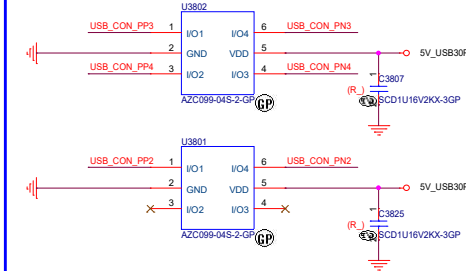 U3802
USB_CON_PP3 1 I/O1 I/O4 6 USB_CON_PN3
2 GND VDD 5 5V_USB30
USB_CON_PP4 3 I/O2 I/O3 4 USB_CON_PN4
AZC099-04S-2-GP GP
1 C3807
(R_)
SCD1U16V2KX-3GP
U3801
USB_CON_PP2 1 I/O1 I/O4 6 USB_CON_PN2
2 GND VDD 5 5V_USB30
3 I/O2 I/O3 4
AZC099-04S-2-GP GP
1 C3825
(R_)
SCD1U16V2KX-3GP